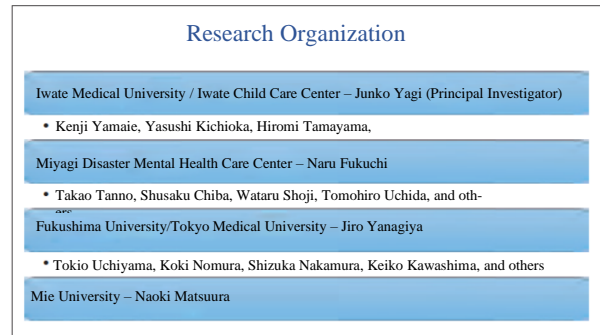 Research Organization
Iwate Medical University / Iwate Child Care Center – Junko Yagi (Principal Investigator)
• Kenji Yamaie, Yasushi Kichioka, Hiromi Tamayama,
Miyagi Disaster Mental Health Care Center – Naru Fukuchi
• Takao Tanno, Shusaku Chiba, Wataru Shoji, Tomohiro Uchida, and oth-
ers
Fukushima University/Tokyo Medical University – Jiro Yanagiya
• Tokio Uchiyama, Koki Nomura, Shizuka Nakamura, Keiko Kawashima, and others
Mie University – Naoki Matsuura